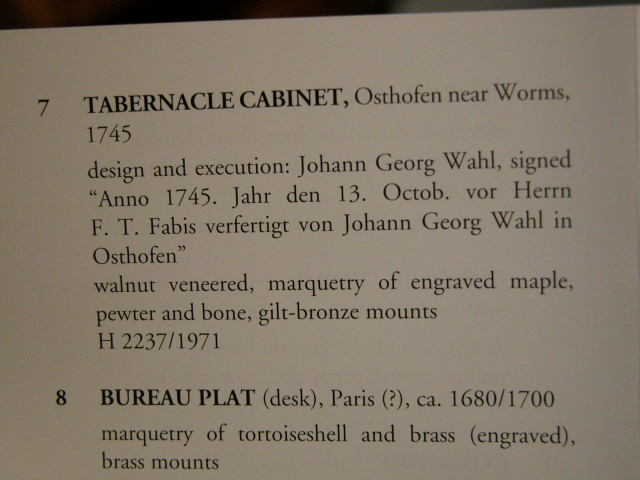 7 TABERNACLE CABINET, Osthofen near Worms,
1745
design and execution: Johann Georg Wahl, signed
“Anno 1745. Jahr den 13. Octob. vor Herrn
F. T. Fabis verfertigt von Johann Georg Wahl in
Osthofen”
walnut veneered, marquetry of engraved maple,
pewter and bone, gilt-bronze mounts
H 2237/1971
8 BUREAU PLAT (desk), Paris (?), ca. 1680/1700
marquetry of tortoiseshell and brass (engraved),
brass mounts